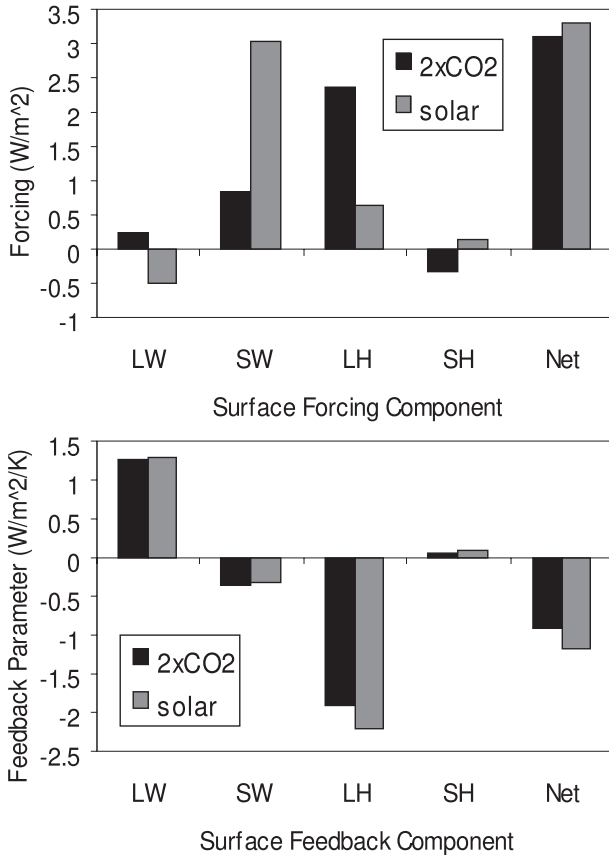 Forcing (W/m^2)
3.5
3
2.5
2
1.5
1
0.5
0
-0.5
-1
2xCO2
solar
LW SW LH SH Net
Surface Forcing Component
Feedback Parameter (W/m^2/K)
1.5
1
0.5
0
-0.5
-1
-1.5
-2
-2.5
2xCO2
solar
LW SW LH SH Net
Surface Feedback Component